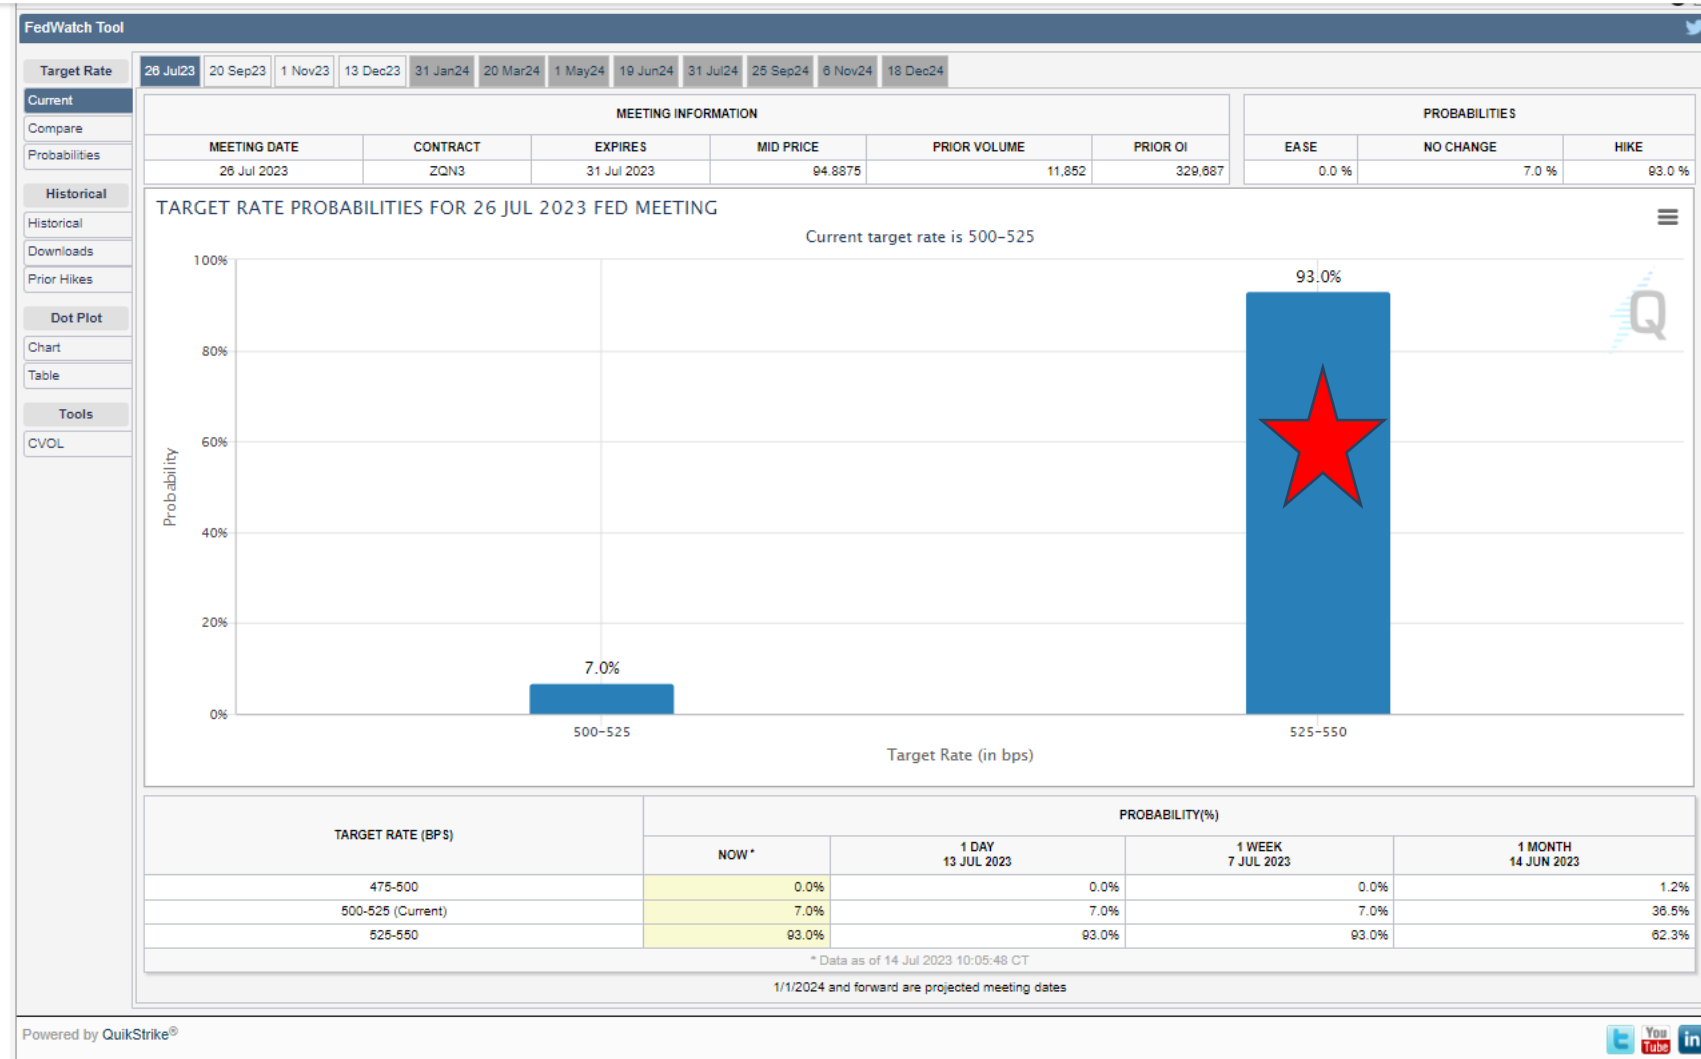 FedWatch Tool
Target Rate
Current
Compare
Probabilities
Historical
Historical
Downloads
Prior Hikes
Dot Plot
Chart
Table
Tools
CVOL
26 Jul23 20 Sep23 1 Nov23 13 Dec23 31 Jan24 20 Mar24 1 May24 19 Jun24 31 Jul24 25 Sep24 6 Nov24 18 Dec24
MEETING INFORMATION
MEETING DATE CONTRACT EXPIRES MID PRICE PRIOR VOLUME PRIOR OI
26 Jul 2023 ZQN3 31 Jul 2023 94.8875 11,852 329,687
PROBABILITIES
EASE NO CHANGE HIKE
0.0 % 7.0 % 93.0 %
TARGET RATE PROBABILITIES FOR 26 JUL 2023 FED MEETING
Current target rate is 500-525
Probability
100%
80%
60%
40%
20%
0%
7.0%
93.0%
Q
500-525 525-550
Target Rate (in bps)
TARGET RATE (BPS) PROBABILITY(%)
NOW * 1 DAY 1 WEEK 1 MONTH
13 JUL 2023 7 JUL 2023 14 JUN 2023
475-500 0.0% 0.0% 0.0% 1.2%
500-525 (Current) 7.0% 7.0% 7.0% 36.5%
525-550 93.0% 93.0% 93.0% 62.3%
* Data as of 14 Jul 2023 10:05:48 CT
1/1/2024 and forward are projected meeting dates
Powered by QuikStrike®
You
Tube
in